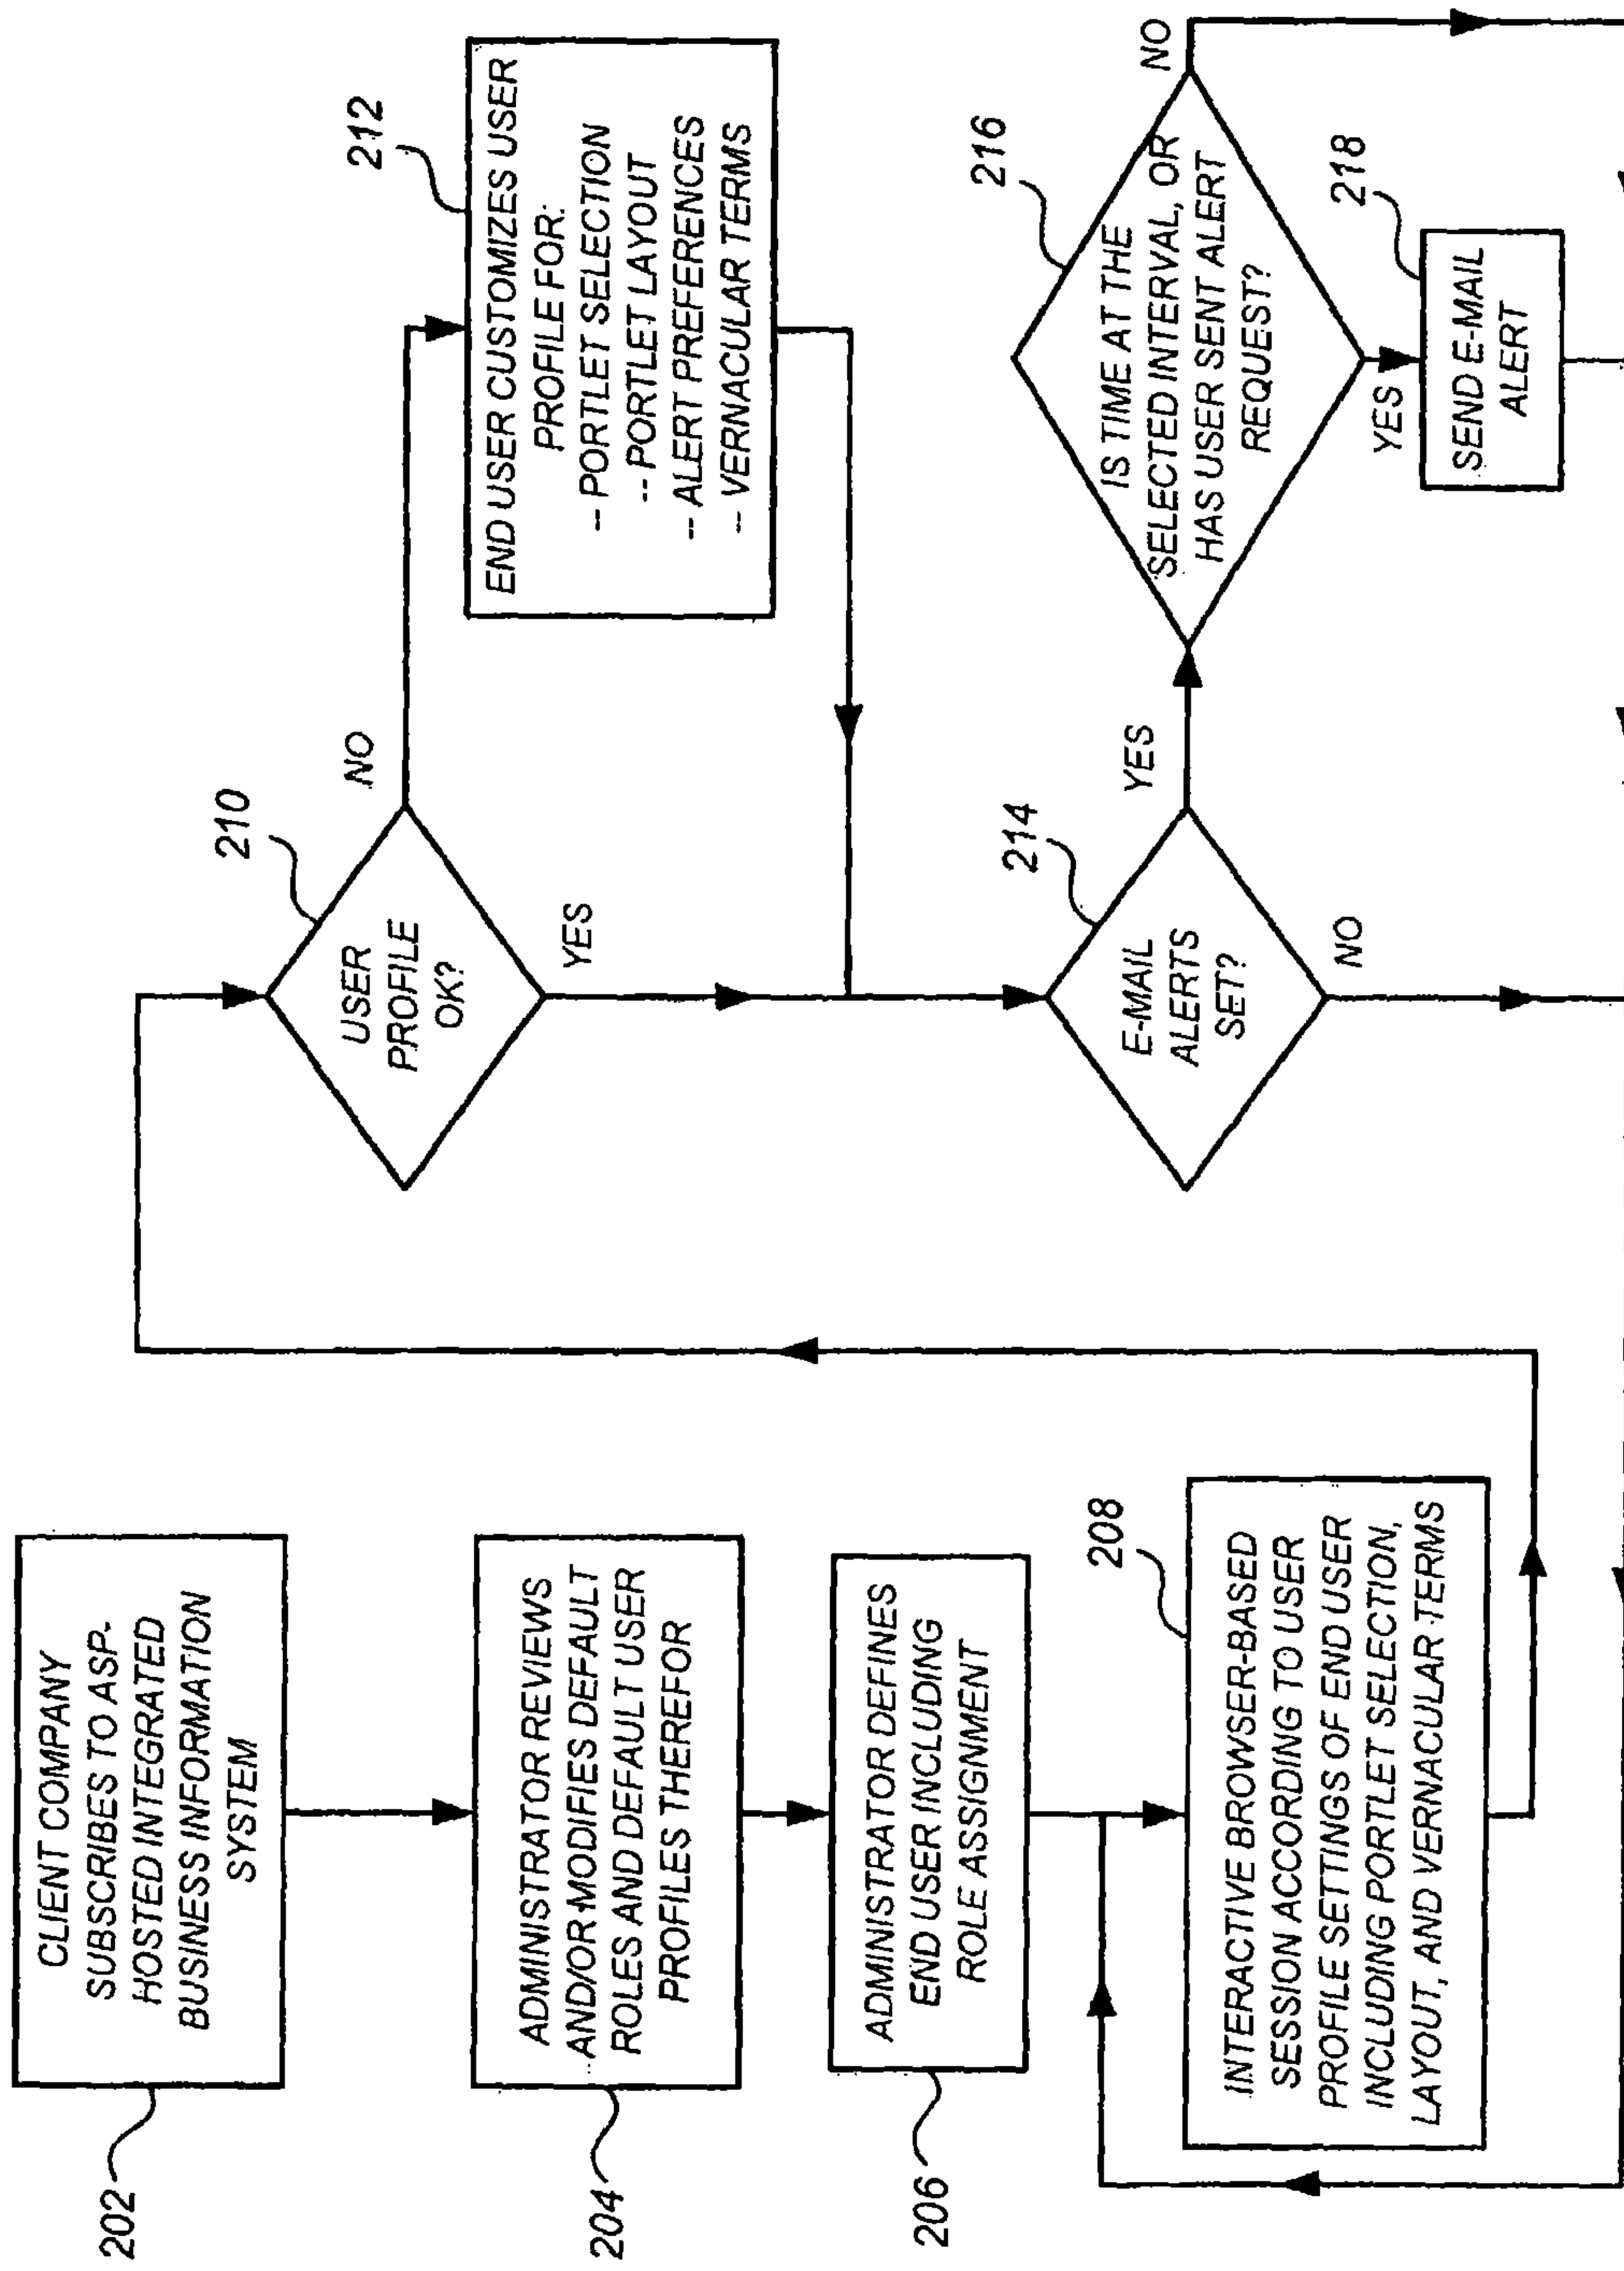 202
CLIENT COMPANY
SUBSCRIBES TO ASP-
HOSTED INTEGRATED
BUSINESS INFORMATION
SYSTEM
204
ADMINISTRATOR REVIEWS
AND/OR MODIFIES DEFAULT
ROLES AND DEFAULT USER
PROFILES THEREFOR
206
ADMINISTRATOR DEFINES
END USER INCLUDING
ROLE ASSIGNMENT
208
INTERACTIVE BROWSER-BASED
SESSION ACCORDING TO USER
PROFILE SETTINGS OF END USER
INCLUDING PORTLET SELECTION,
LAYOUT, AND VERNACULAR TERMS
210
USER
PROFILE
OK?
NO
YES
212
END USER CUSTOMIZES USER
PROFILE FOR:
-- PORTLET SELECTION
-- PORTLET LAYOUT
-- ALERT PREFERENCES
-- VERNACULAR TERMS
214
E-MAIL
ALERTS
SET?
YES
NO
216
IS TIME AT THE
SELECTED INTERVAL, OR
HAS USER SENT ALERT
REQUEST?
NO
YES
218
SEND E-MAIL
ALERT